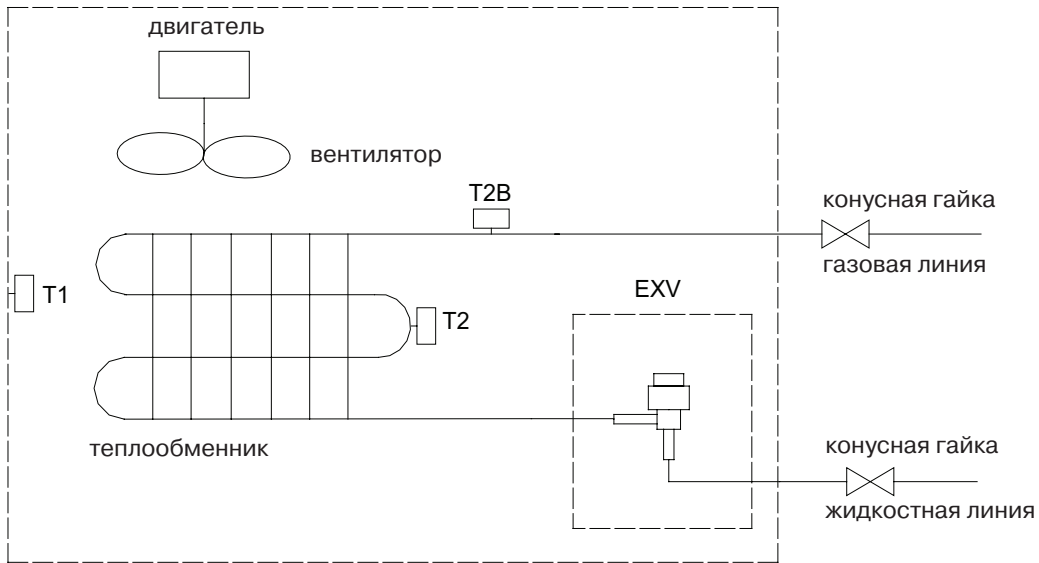 двигатель
вентилятор
T2B
конусная гайка
газовая линия
T1
EXV
T2
теплообменник
конусная гайка
жидкостная линия